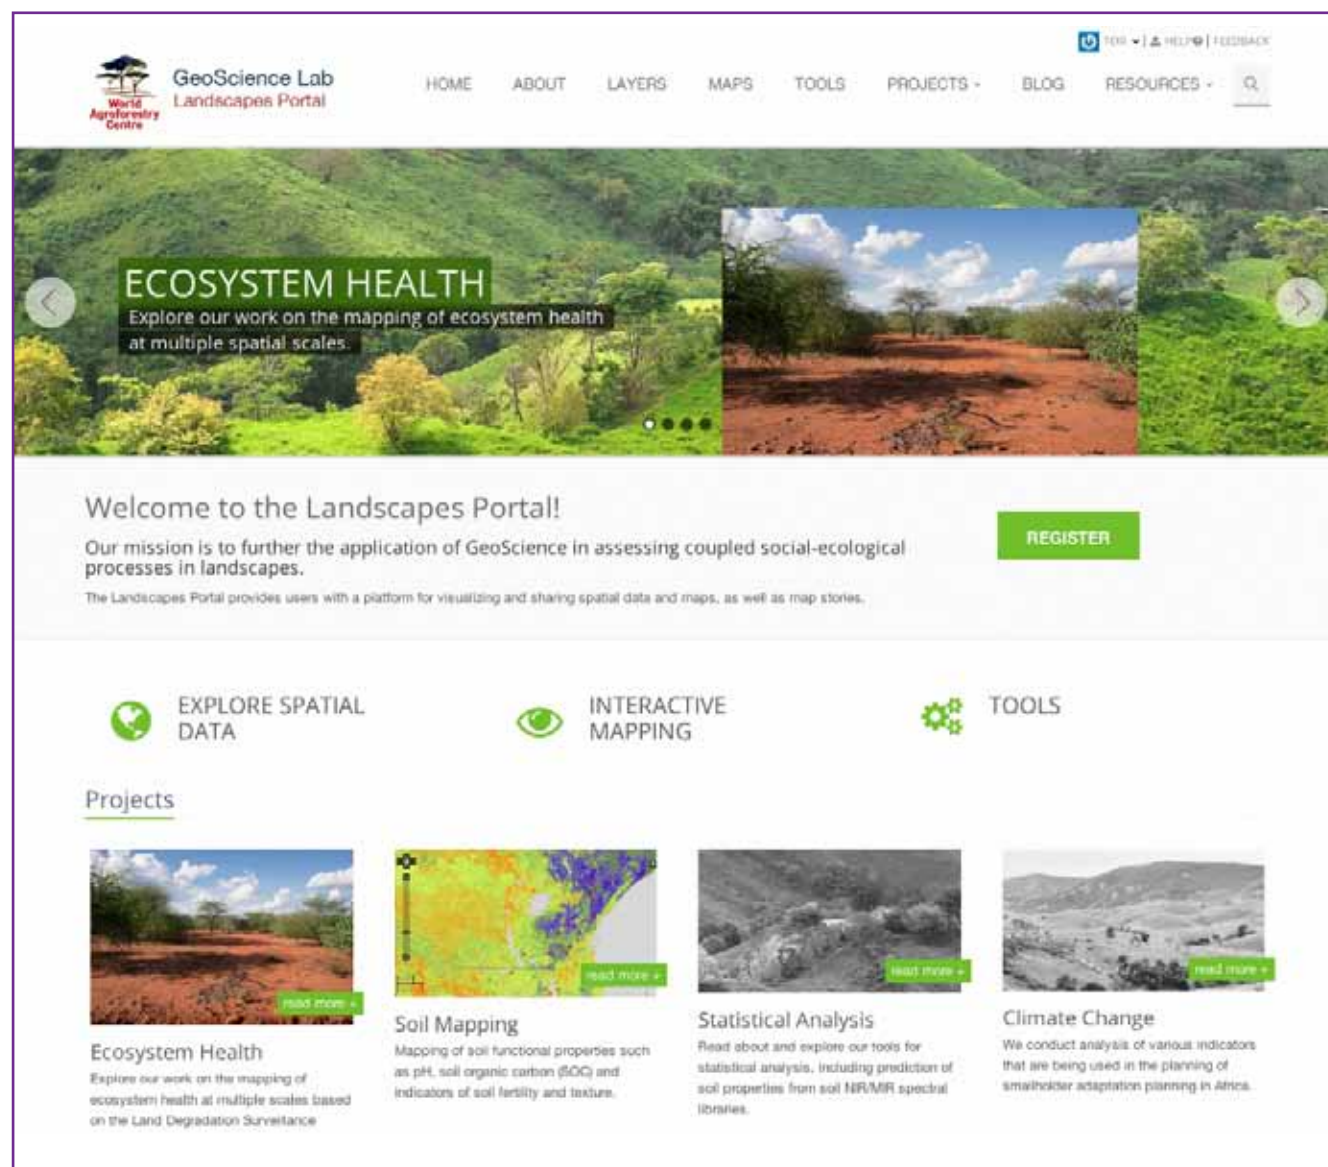 TOR | HELP | FEEDBACK
World
Agroforestry
Centre
GeoScience Lab
Landscapes Portal
HOME ABOUT LAYERS MAPS TOOLS PROJECTS BLOG RESOURCES
ECOSYSTEM HEALTH
Explore our work on the mapping of ecosystem health
at multiple spatial scales.
Welcome to the Landscapes Portal!
REGISTER
Our mission is to further the application of GeoScience in assessing coupled social-ecological
processes in landscapes.
The Landscapes Portal provides users with a platform for visualizing and sharing spatial data and maps, as well as map stories.
EXPLORE SPATIAL
DATA
INTERACTIVE
MAPPING
TOOLS
Projects
read more +
Ecosystem Health
Explore our work on the mapping of
ecosystem health at multiple scales based
on the Land Degradation Surveillance
read more +
Soil Mapping
Mapping of soil functional properties such
as pH, soil organic carbon (SOC) and
indicators of soil fertility and texture.
read more +
Statistical Analysis
Read about and explore our tools for
statistical analysis, including prediction of
soil properties from soil NIR/MIR spectral
libraries.
read more +
Climate Change
We conduct analysis of various indicators
that are being used in the planning of
smallholder adaptation planning in Africa.